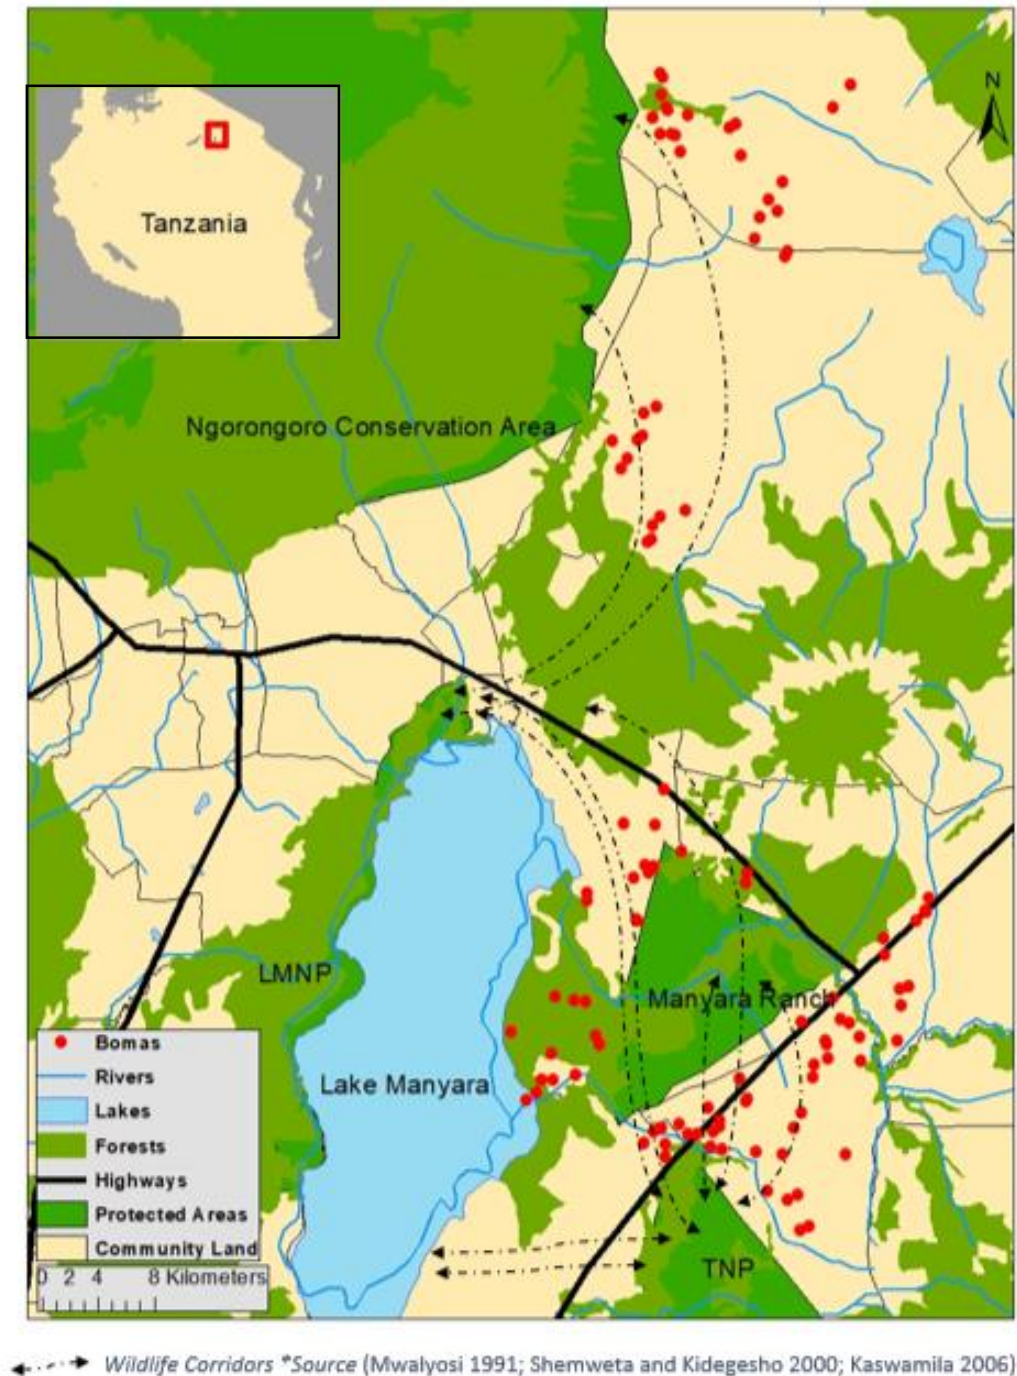 N
Tanzania
Ngorongoro Conservation Area
LMNP
Manyara Ranch
Lake Manyara
Bomas
Rivers
Lakes
Forests
Highways
Protected Areas
Community Land
0 2 4 8 Kilometers
TNP
Wildlife Corridors *Source (Mwalyosi 1991; Shemweta and Kidegesho 2000; Kaswamila 2006)